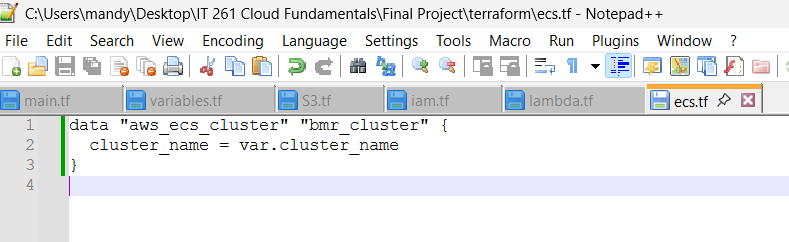 C:\Users\mandy\Desktop\IT 261 Cloud Fundamentals\Final Project\terraform\ecs.tf - Notepad++
File Edit Search View Encoding Language Settings Tools Macro Run Plugins Window ?
main.tf variables.tf S3.tf iam.tf lambda.tf ecs.tf
1 data "aws_ecs_cluster" "bmr_cluster" {
2 cluster_name = var.cluster_name
3 }
4